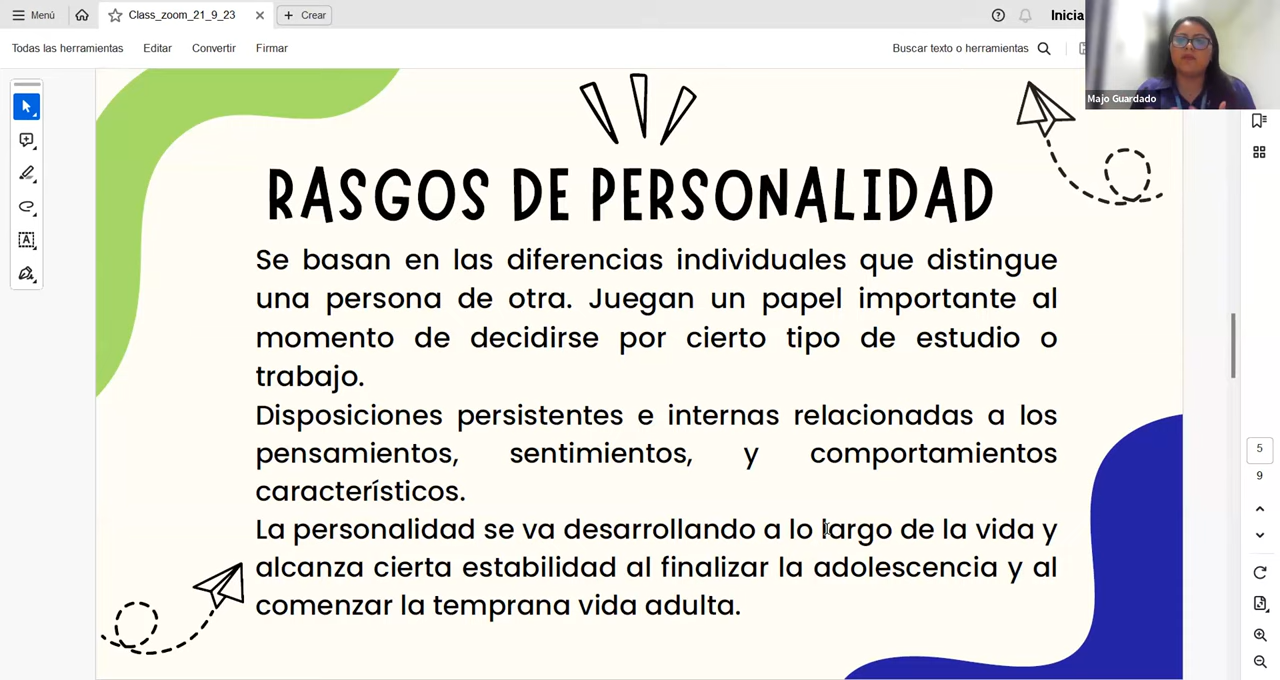 Menú
Class_zoom_21_9_23
Crear
Inicia
Todas las herramientas
Editar
Convertir
Firmar
Buscar texto o herramientas
Majo Guardado
RASGOS DE PERSONALIDAD
Se basan en las diferencias individuales que distingue
una persona de otra. Juegan un papel importante al
momento de decidirse por cierto tipo de estudio o
trabajo.
Disposiciones persistentes e internas relacionadas a los
pensamientos, sentimientos, y comportamientos
característicos.
La personalidad se va desarrollando a lo largo de la vida y
alcanza cierta estabilidad al finalizar la adolescencia y al
comenzar la temprana vida adulta.
5
9